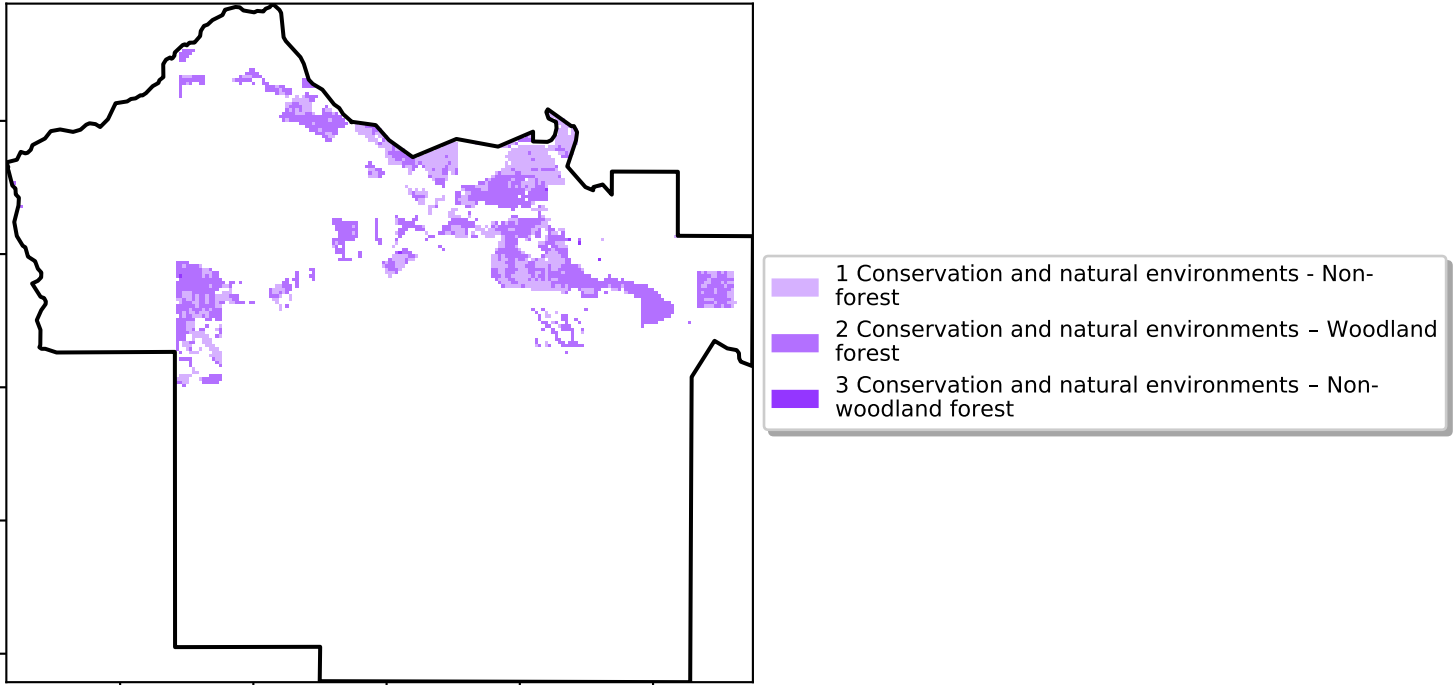 1 Conservation and natural environments - Non-
forest
2 Conservation and natural environments – Woodland
forest
3 Conservation and natural environments – Non-
woodland forest